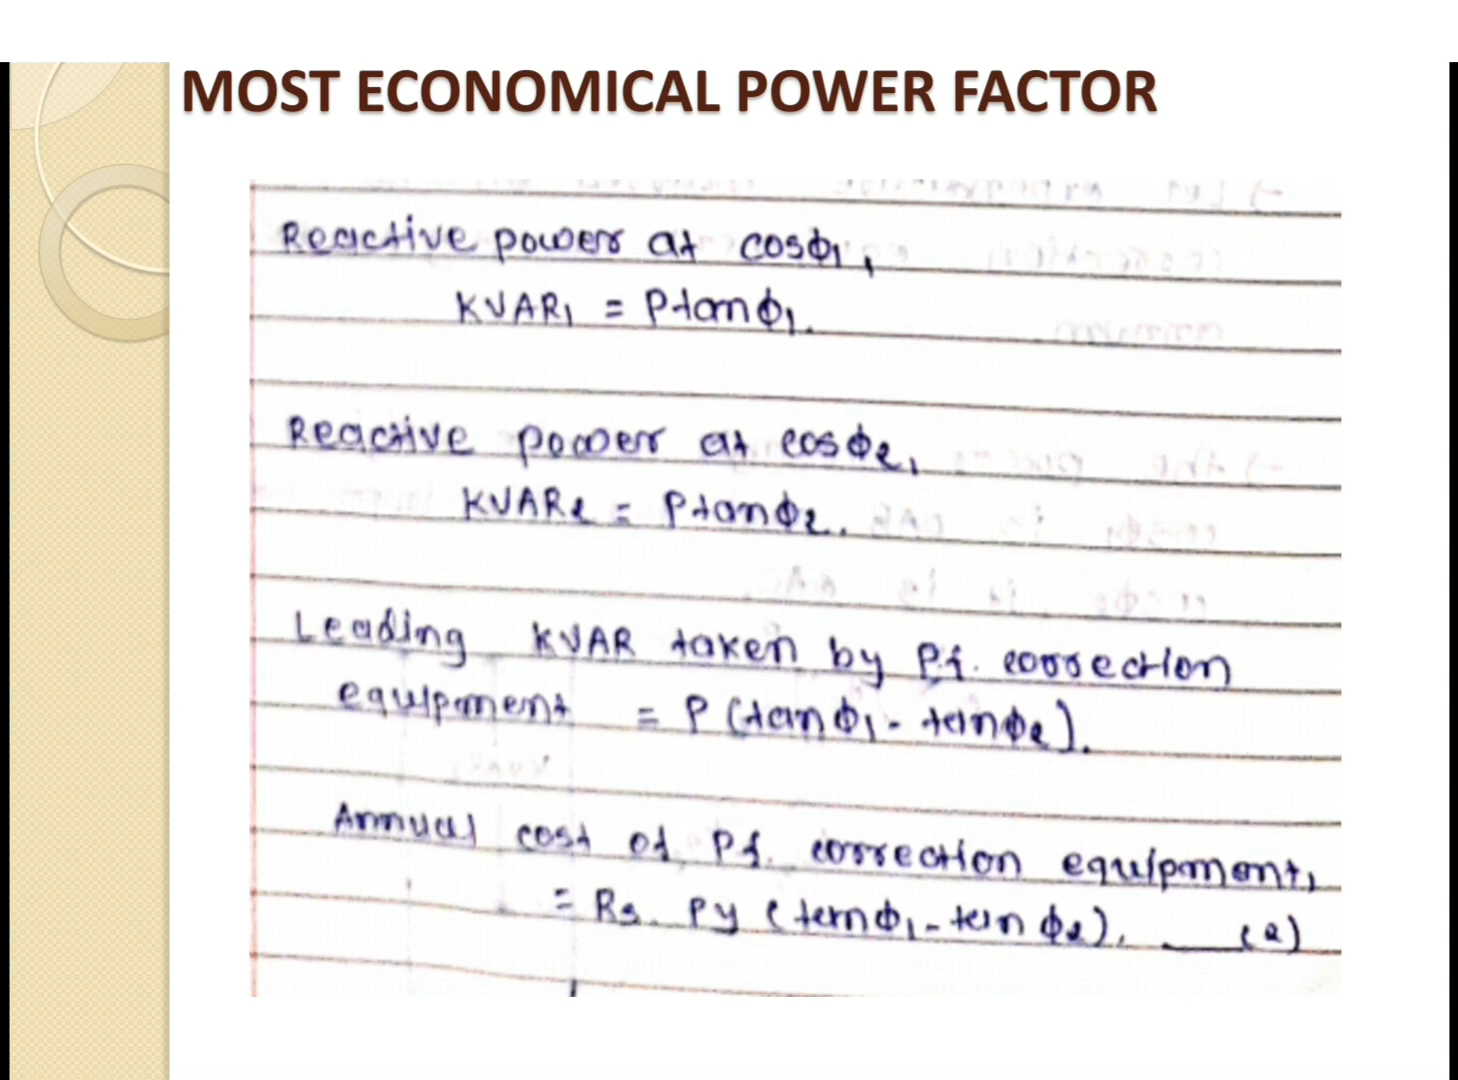 MOST ECONOMICAL POWER FACTOR
Reactive power at cosϕ₁,
KVAR₁ = Ptanϕ₁.
Reactive power at cosϕ₂,
KVAR₂ = Ptanϕ₂.
Leading KVAR taken by P.f. correction
equipment = P (tanϕ₁ - tanϕ₂).
Annual cost of P.f. correction equipment,
= Rs. Py (tanϕ₁ - tanϕ₂). __(2)